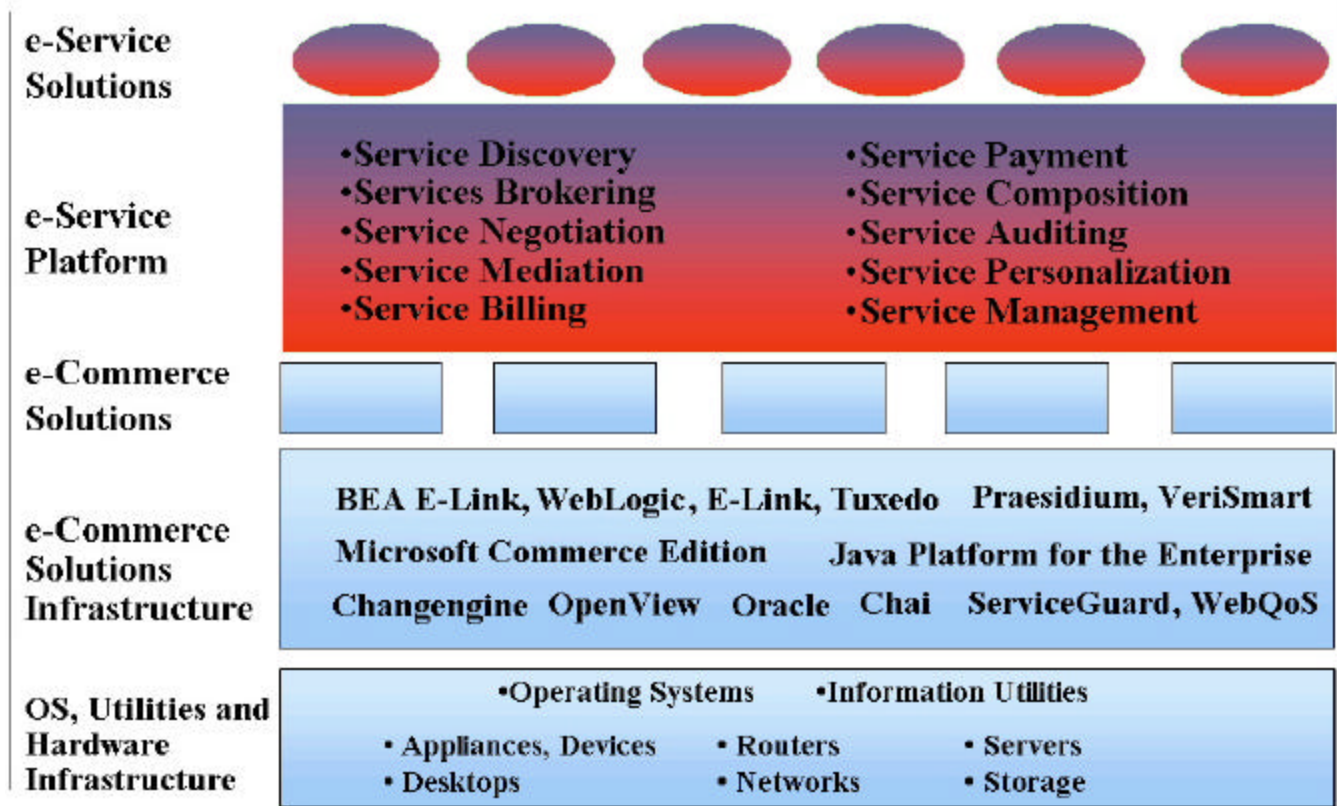 e-Service
Solutions
e-Service
Platform
•Service Discovery
•Services Brokering
•Service Negotiation
•Service Mediation
•Service Billing
•Service Payment
•Service Composition
•Service Auditing
•Service Personalization
•Service Management
e-Commerce
Solutions
e-Commerce
Solutions
Infrastructure
BEA E-Link, WebLogic, E-Link, Tuxedo Praesidium, VeriSmart
Microsoft Commerce Edition Java Platform for the Enterprise
Changengine OpenView Oracle Chai ServiceGuard, WebQoS
OS, Utilities and
Hardware
Infrastructure
•Operating Systems •Information Utilities
• Appliances, Devices • Routers • Servers
• Desktops • Networks • Storage